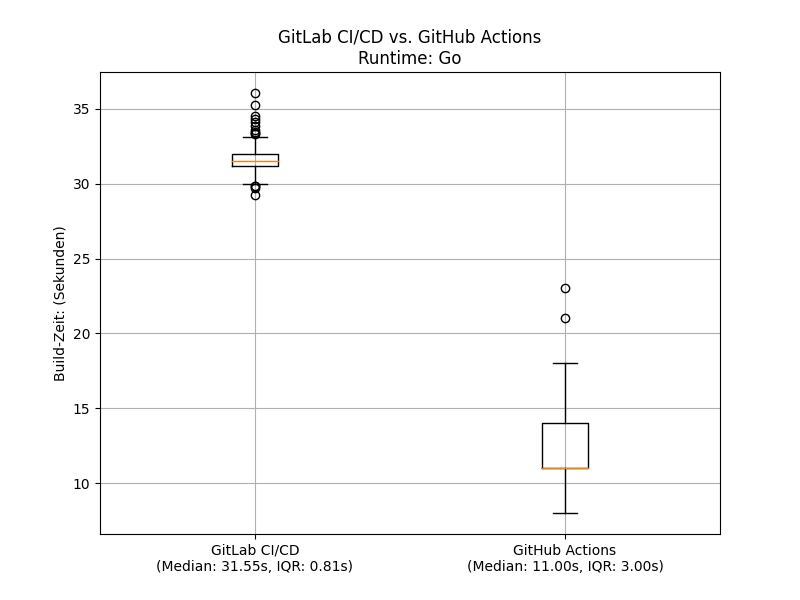 GitLab CI/CD vs. GitHub Actions
Runtime: Go
35
30
25
20
15
10
Build-Zeit: (Sekunden)
GitLab CI/CD
(Median: 31.55s, IQR: 0.81s)
GitHub Actions
(Median: 11.00s, IQR: 3.00s)